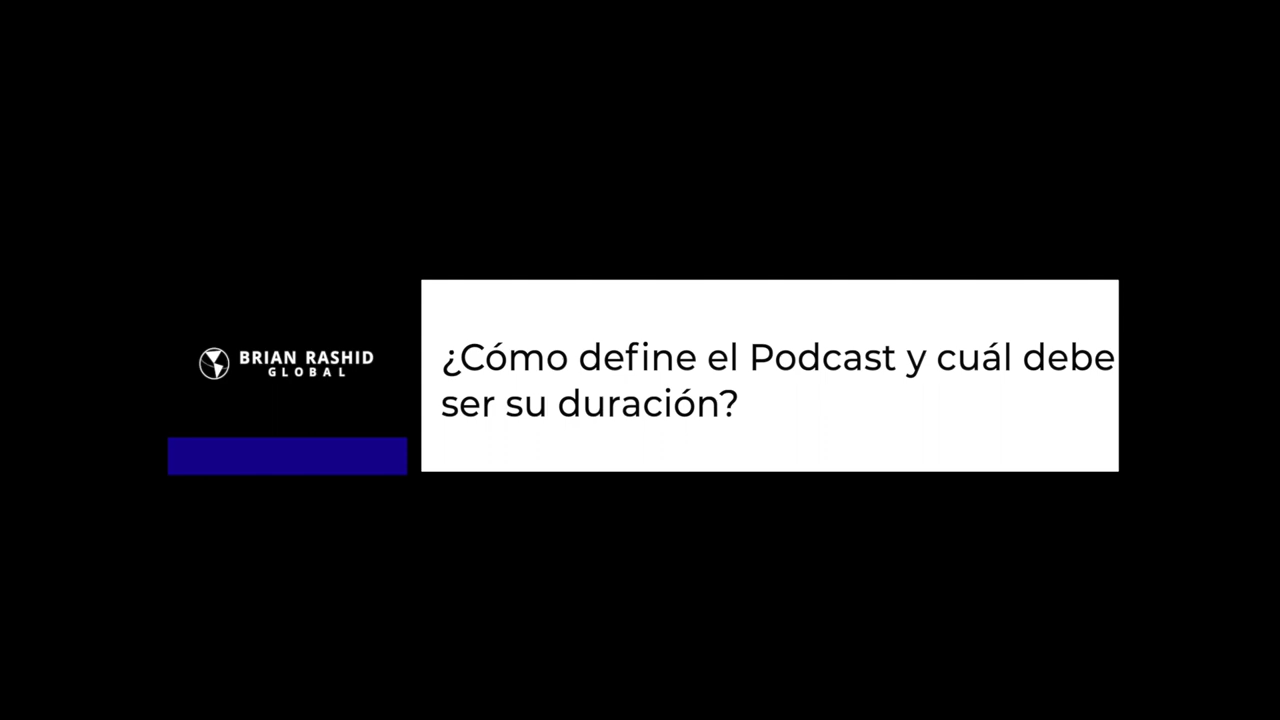 BRIAN RASHID
GLOBAL
¿Cómo define el Podcast y cuál debe
ser su duración?